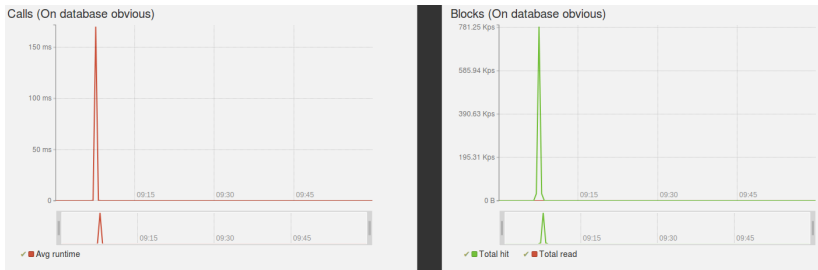 Calls (On database obvious)
150 ms
100 ms
50 ms
0
09:15 09:30 09:45
09:15 09:30 09:45
Avg runtime
Blocks (On database obvious)
781.25 Kps
585.94 Kps
390.63 Kps
195.31 Kps
0 B
09:15 09:30 09:45
09:15 09:30 09:45
Total hit Total read